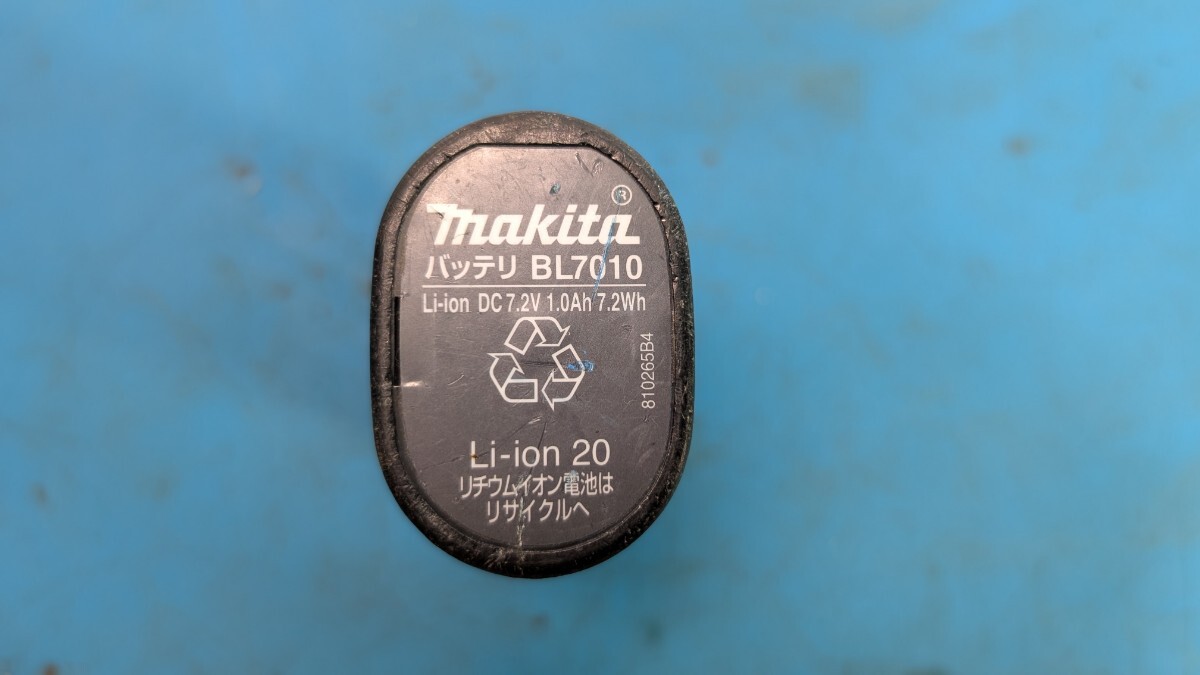 ®
makita
バッテリ BL7010
Li-ion DC 7.2V 1.0Ah 7.2Wh
810265B4
Li-ion 20
リチウムイオン電池は
リサイクルへ